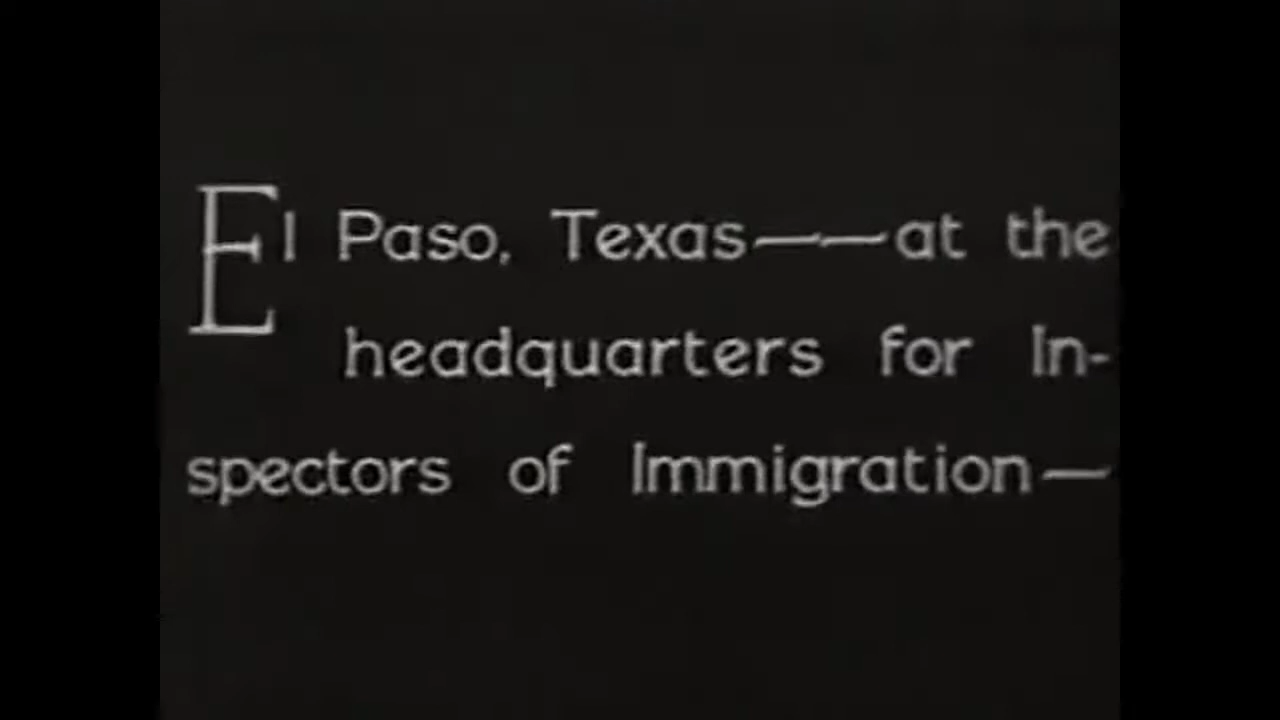 El Paso, Texas——at the
headquarters for In-
spectors of Immigration—